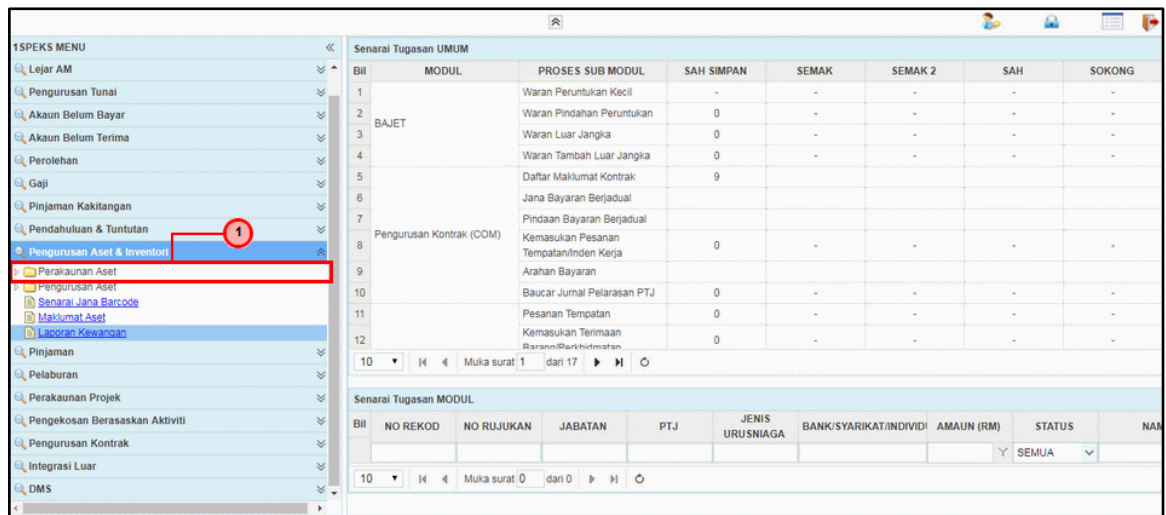 1SPEKS MENU
Lejar AM
Pengurusan Tunai
Akaun Belum Bayar
Akaun Belum Terima
Perolehan
Gaji
Pinjaman Kakitangan
Pendahuluan & Tuntutan
1
Pengurusan Aset & Inventori
Perakaunan Aset
Pengurusan Aset
Senarai Jana Barcode
Maklumat Aset
Laporan Kewangan
Pinjaman
Pelaburan
Perakaunan Projek
Pengekosan Berasaskan Aktiviti
Pengurusan Kontrak
Integrasi Luar
DMS
Senarai Tugasan UMUM
Bil MODUL PROSES SUB MODUL SAH SIMPAN SEMAK SEMAK 2 SAH SOKONG
1 Waran Peruntukan Kecil - - - - -
2 Waran Pindahan Peruntukan 0 - - - -
BAJET
3 Waran Luar Jangka 0 - - - -
4 Waran Tambah Luar Jangka 0 - - - -
5 Daftar Maklumat Kontrak 9
6 Jana Bayaran Berjadual
7 Pindaan Bayaran Berjadual
Pengurusan Kontrak (COM)
8 Kemasukan Pesanan
Tempatan/Inden Kerja 0 - - - -
9 Arahan Bayaran
10 Baucar Jurnal Pelarasan PTJ 0 - - - -
11 Pesanan Tempatan 0 - - - -
12 Kemasukan Terimaan
Barang/Perkhidmatan 0 - - - -
10 Muka surat 1 dari 17
Senarai Tugasan MODUL
Bil NO REKOD NO RUJUKAN JABATAN PTJ JENIS
URUSNIAGA BANK/SYARIKAT/INDIVIDU AMAUN (RM) STATUS NAM
SEMUA
10 Muka surat 0 dari 0